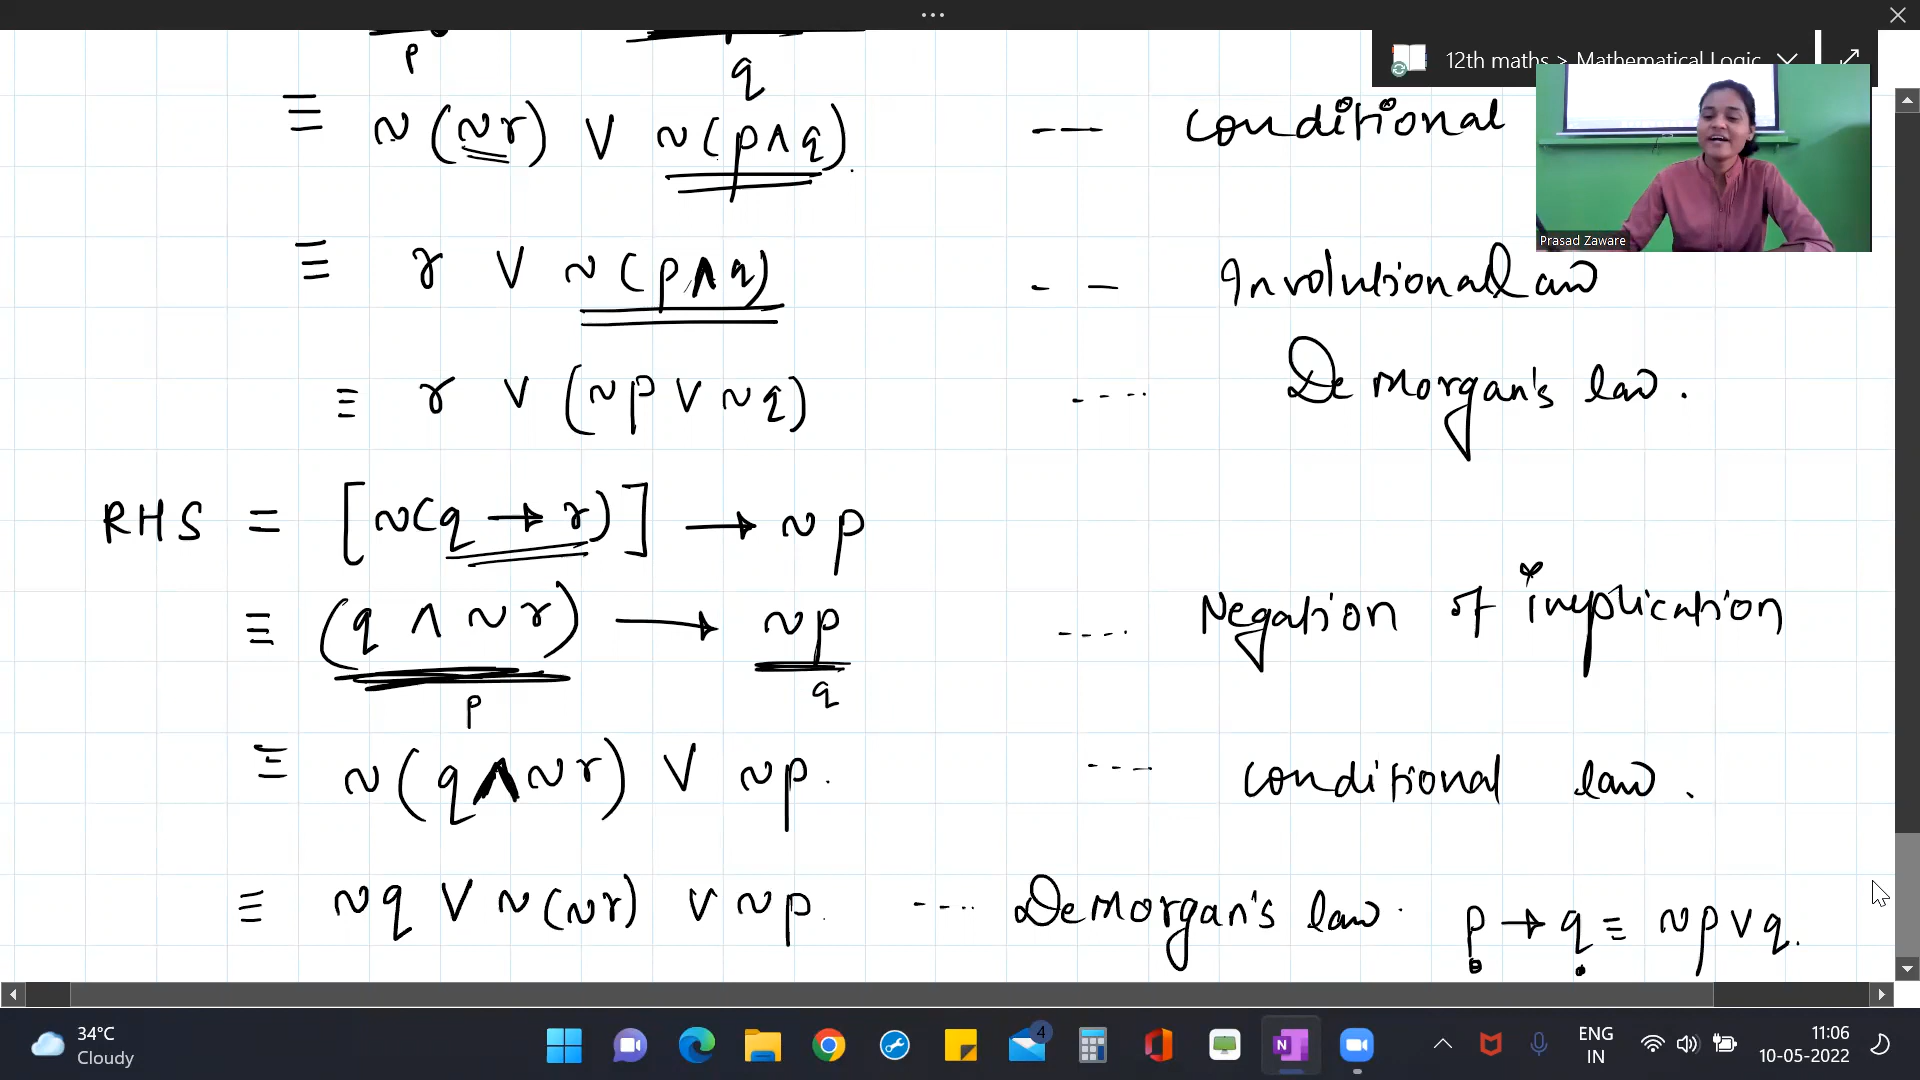 12th maths > Mathematical Logic
p
q
≡ ~(~r) ∨ ~(p∧q) -- conditional
Prasad Zaware
≡ r ∨ ~(p∧q) -- Involutional Law
≡ r ∨ (~p ∨ ~q) .... De Morgan's law.
RHS = [~(q → r)] → ~p
≡ (q ∧ ~r) → ~p .... Negation of implication
p q
≡ ~(q ∧ ~r) ∨ ~p. --- conditional law.
≡ ~q ∨ ~(~r) ∨ ~p. .... De Morgan's law. p → q ≡ ~p ∨ q.
34°C
Cloudy
4
ENG
IN
11:06
10-05-2022